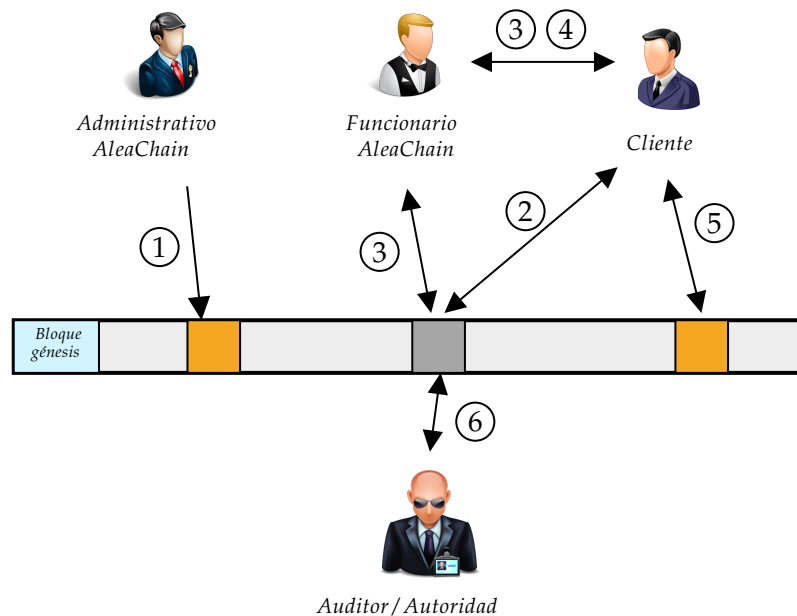 ③ ④
Administrativo
AleaChain
Funcionario
AleaChain
Cliente
②
①
③
⑤
Bloque
génesis
⑥
Auditor / Autoridad